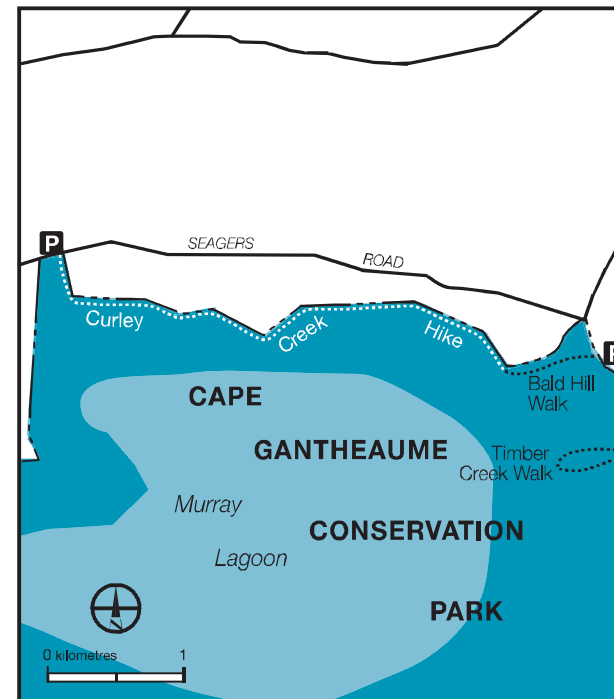 P
SEAGERS
ROAD
Curley
Creek
Hike
P
Bald Hill
Walk
CAPE
GANTHEAUME
Timber
Creek Walk
Murray
CONSERVATION
Lagoon
PARK
N
0 kilometres 1